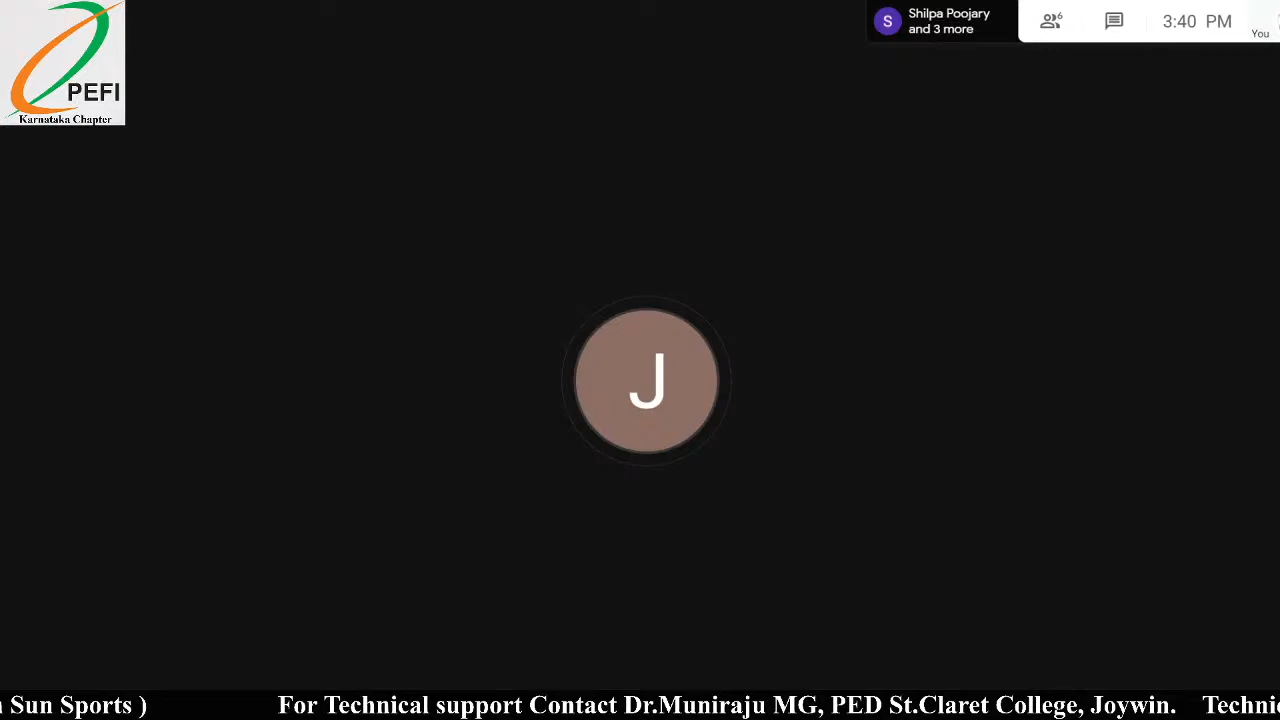 PEFI
Karnataka Chapter
S
Shilpa Poojary
and 3 more
6
3:40 PM
You
J
Sun Sports ) For Technical support Contact Dr.Muniraju MG, PED St.Claret College, Joywin.